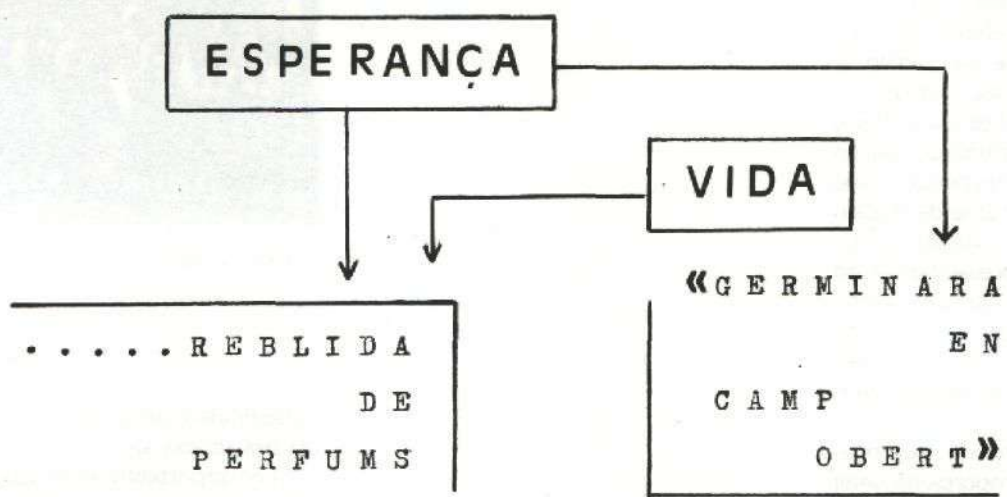 ESPERANÇA
VIDA
.....REBLIDA
DE
PERFUMS
«GERMINARA
EN
CAMP
OBERT»